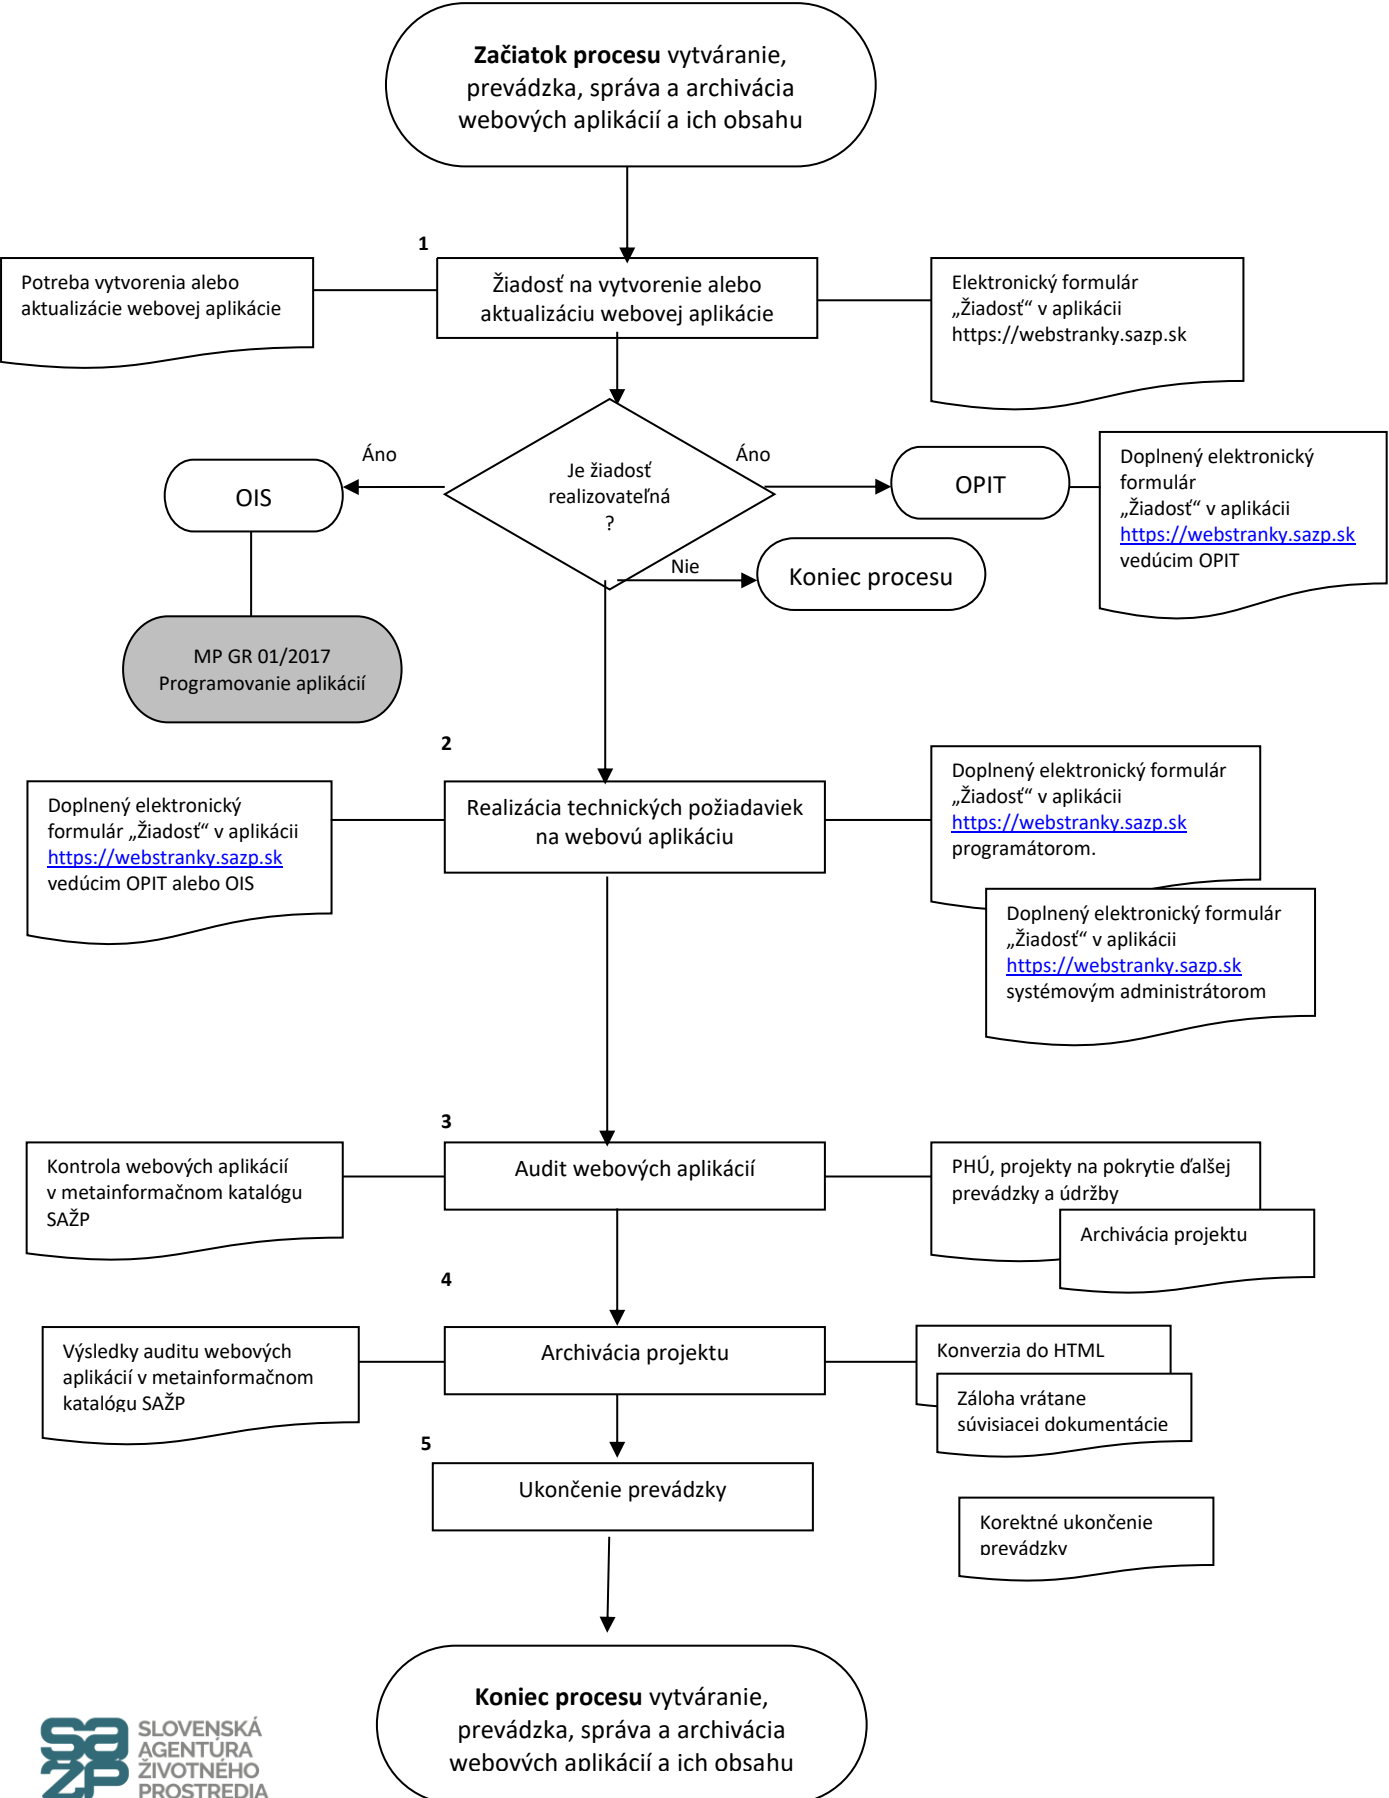 Začiatok procesu vytváranie,
prevádzka, správa a archivácia
webových aplikácií a ich obsahu
1
Potreba vytvorenia alebo
aktualizácie webovej aplikácie
Žiadosť na vytvorenie alebo
aktualizáciu webovej aplikácie
Elektronický formulár
„Žiadosť“ v aplikácii
https://webstranky.sazp.sk
Áno
Je žiadosť
realizovateľná
?
Áno
OIS
OPIT
Doplnený elektronický
formulár
„Žiadosť“ v aplikácii
https://webstranky.sazp.sk
vedúcim OPIT
Nie
Koniec procesu
MP GR 01/2017
Programovanie aplikácií
2
Doplnený elektronický
formulár „Žiadosť“ v aplikácii
https://webstranky.sazp.sk
vedúcim OPIT alebo OIS
Realizácia technických požiadaviek
na webovú aplikáciu
Doplnený elektronický formulár
„Žiadosť“ v aplikácii
https://webstranky.sazp.sk
programátorom.
Doplnený elektronický formulár
„Žiadosť“ v aplikácii
https://webstranky.sazp.sk
systémovým administrátorom
3
Kontrola webových aplikácií
v metainformačnom katalógu
SAŽP
Audit webových aplikácií
PHÚ, projekty na pokrytie ďalšej
prevádzky a údržby
Archivácia projektu
4
Výsledky auditu webových
aplikácií v metainformačnom
katalógu SAŽP
Archivácia projektu
Konverzia do HTML
Záloha vrátane
súvisiacej dokumentácie
5
Ukončenie prevádzky
Korektné ukončenie
prevádzky
Koniec procesu vytváranie,
prevádzka, správa a archivácia
webových aplikácií a ich obsahu
SAŽP
SLOVENSKÁ
AGENTÚRA
ŽIVOTNÉHO
PROSTREDIA